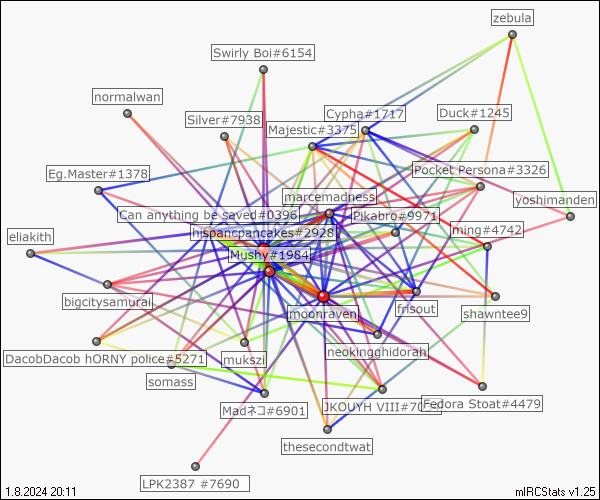 zebula
Swirly Boi#6154
normalwan
Silver#7938
Cypha#1717
Duck#1245
Majestic#3375
Eg.Master#1378
Pocket Persona#3326
marcemadness
yoshimanden
Can anything be saved#0396
Pikabro#9971
hispancpancakes#2928
ming#4742
eliakith
Mushy#1984
bigcitysamurai
moonraven
frisout
shawntee9
neokingghidorah
DacobDacob hORNY police#5271
mukszi
somass
Madネコ#6901
JKOUYH VIII#70
Fedora Stoat#4479
thesecondtwat
LPK2387 #7690
1.8.2024 20:11
mIRCStats v1.25